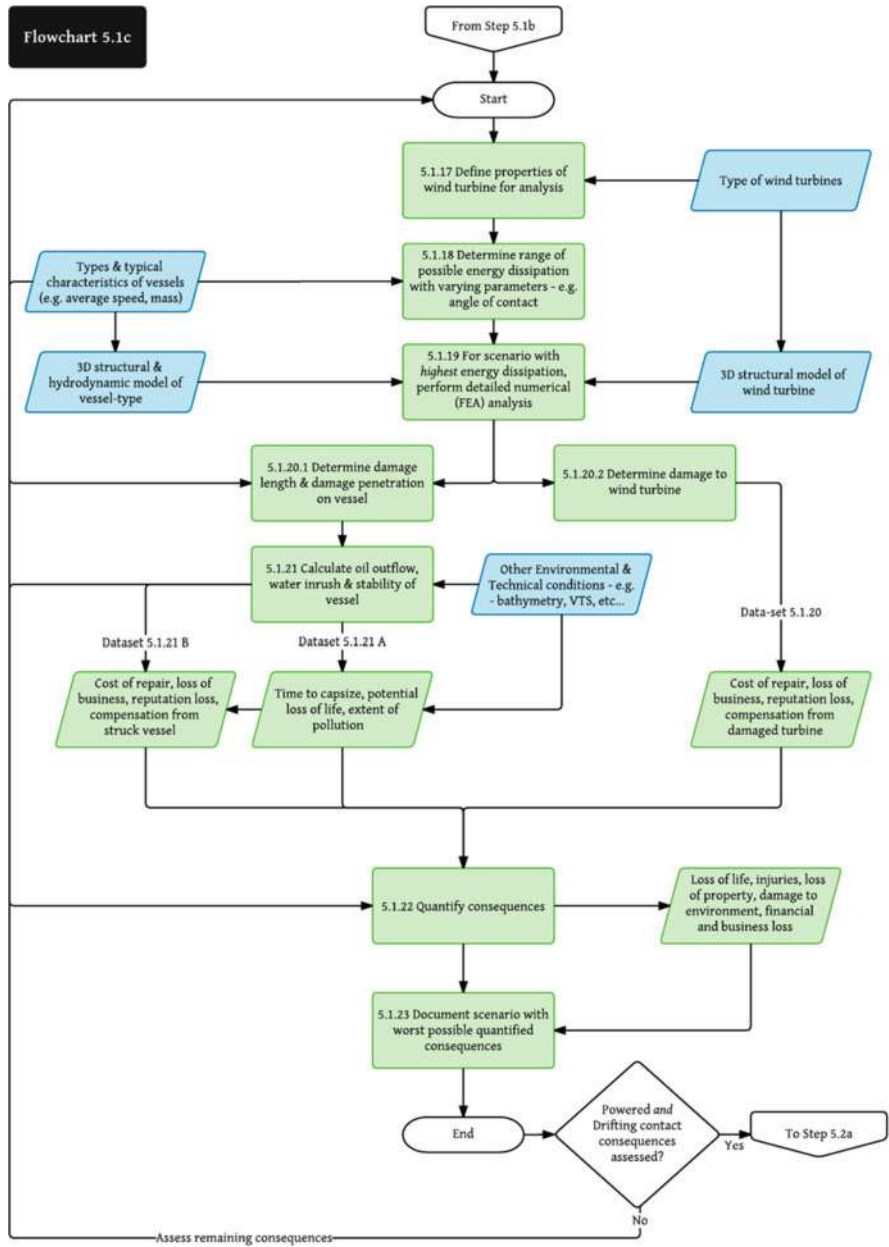 Flowchart 5.1c
From Step 5.1b
Start
5.1.17 Define properties of
wind turbine for analysis
Type of wind turbines
Types & typical
characteristics of vessels
(e.g. average speed, mass)
5.1.18 Determine range of
possible energy dissipation
with varying parameters - e.g.
angle of contact
3D structural &
hydrodynamic model of
vessel-type
5.1.19 For scenario with
highest energy dissipation,
perform detailed numerical
(FEA) analysis
3D structural model of
wind turbine
5.1.20.1 Determine damage
length & damage penetration
on vessel
5.1.20.2 Determine damage to
wind turbine
5.1.21 Calculate oil outflow,
water inrush & stability of
vessel
Other Environmental &
Technical conditions - e.g.
- bathymetry, VTS, etc...
Data-set 5.1.20
Dataset 5.1.21 B
Dataset 5.1.21 A
Cost of repair, loss of
business, reputation loss,
compensation from
struck vessel
Time to capsize, potential
loss of life, extent of
pollution
Cost of repair, loss of
business, reputation loss,
compensation from
damaged turbine
5.1.22 Quantify consequences
Loss of life, injuries, loss
of property, damage to
environment, financial
and business loss
5.1.23 Document scenario with
worst possible quantified
consequences
End
Powered and
Drifting contact
consequences
assessed?
Yes
To Step 5.2a
No
Assess remaining consequences